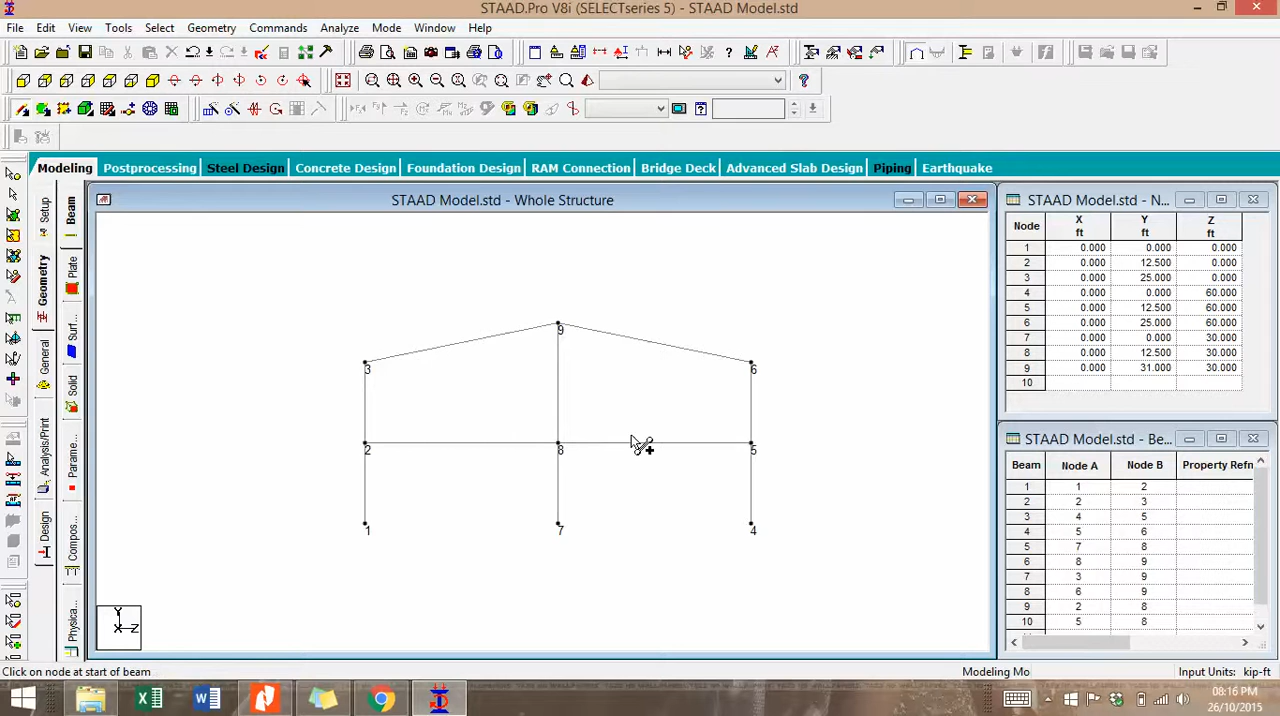 STAAD.Pro V8i (SELECTseries 5) - STAAD Model.std
File Edit View Tools Select Geometry Commands Analyze Mode Window Help
Modeling Postprocessing Steel Design Concrete Design Foundation Design RAM Connection Bridge Deck Advanced Slab Design Piping Earthquake
Setup
Geometry
General
Analysis/Print
Design
Beam
Plate
Surf...
Solid
Parame...
Compos...
Physica...
STAAD Model.std - Whole Structure
9
3
6
2
8
5
1
7
4
Y
X Z
STAAD Model.std - N...
Node X ft Y ft Z ft
1 0.000 0.000 0.000
2 0.000 12.500 0.000
3 0.000 25.000 0.000
4 0.000 0.000 60.000
5 0.000 12.500 60.000
6 0.000 25.000 60.000
7 0.000 0.000 30.000
8 0.000 12.500 30.000
9 0.000 31.000 30.000
10
STAAD Model.std - Be...
Beam Node A Node B Property Refn
1 1 2
2 2 3
3 4 5
4 5 6
5 7 8
6 8 9
7 3 9
8 6 9
9 2 8
10 5 8
Click on node at start of beam
Modeling Mo
Input Units: kip-ft
08:16 PM
26/10/2015